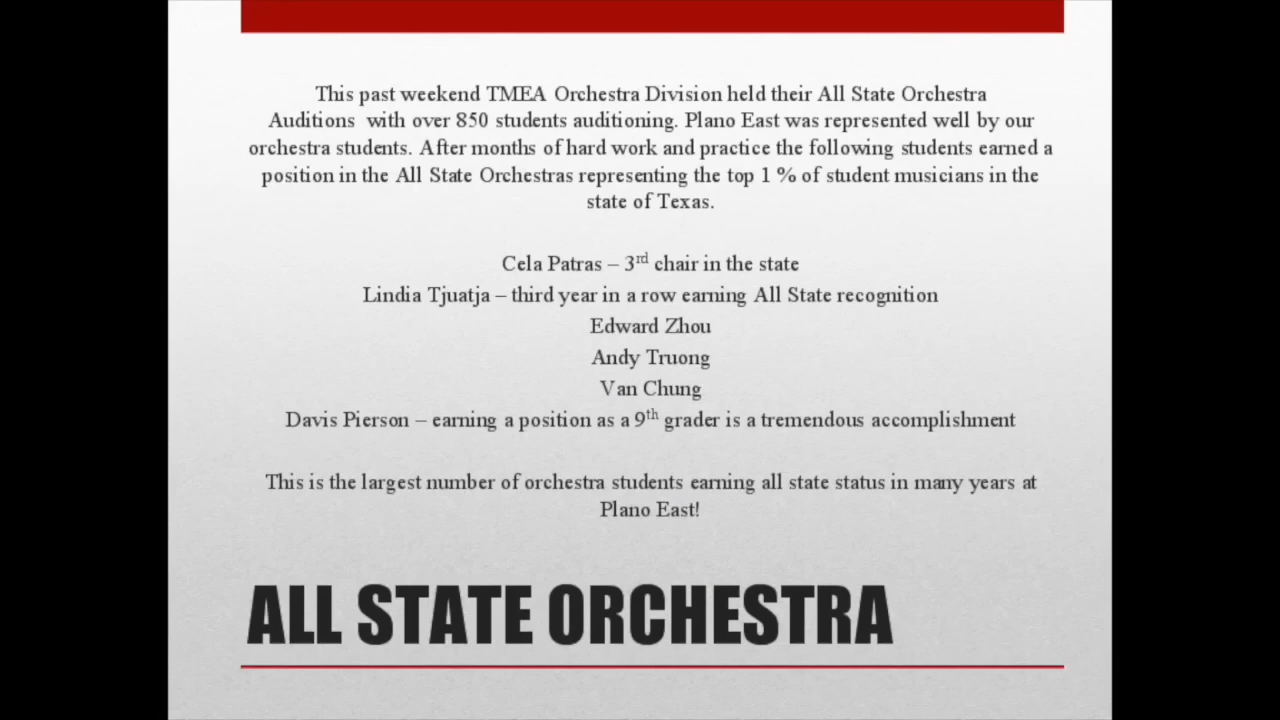 This past weekend TMEA Orchestra Division held their All State Orchestra
Auditions  with over 850 students auditioning. Plano East was represented well by our
orchestra students. After months of hard work and practice the following students earned a
position in the All State Orchestras representing the top 1 % of student musicians in the
state of Texas.
Cela Patras – 3rd chair in the state
Lindia Tjuatja – third year in a row earning All State recognition
Edward Zhou
Andy Truong
Van Chung
Davis Pierson – earning a position as a 9th grader is a tremendous accomplishment
This is the largest number of orchestra students earning all state status in many years at
Plano East!
ALL STATE ORCHESTRA